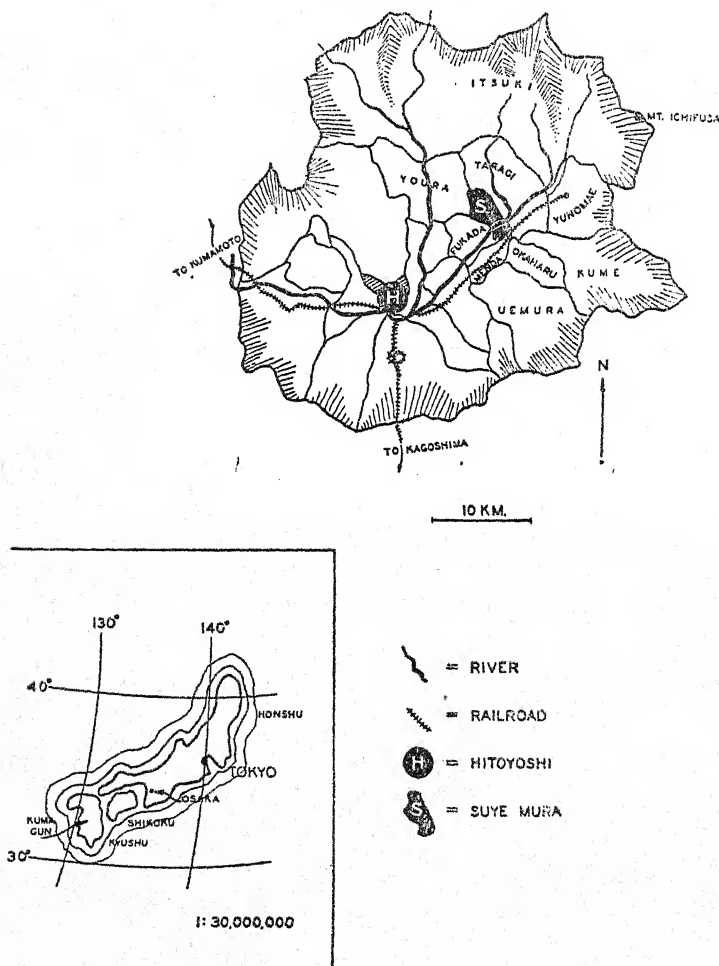 ITSUKI
MT. ICHIFUSA
TARAGI
YOURA
S
YUNOMAE
FUKADA
TO KUMAMOTO
MENDA
OKAHARU
KUME
H
UEMURA
N
TO KAGOSHIMA
10 KM.
130°
140°
40°
HONSHU
TOKYO
OSAKA
KUMA
GUN
SHIKOKU
KYUSHU
30°
1: 30,000,000
= RIVER
= RAILROAD
H = HITOYOSHI
S = SUYE MURA